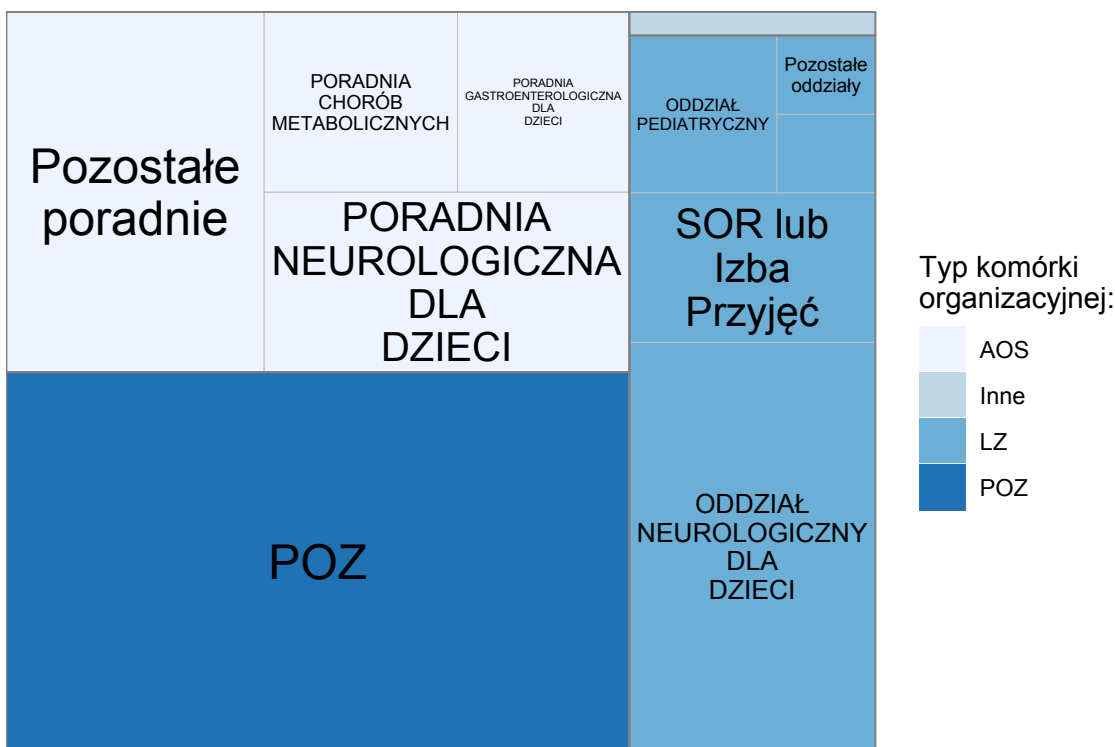 Pozostałe
poradnie
PORADNIA
CHORÓB
METABOLICZNYCH
PORADNIA
GASTROENTEROLOGICZNA
DLA
DZIECI
PORADNIA
NEUROLOGICZNA
DLA
DZIECI
POZ
ODDZIAŁ
PEDIATRYCZNY
Pozostałe
oddziały
SOR lub
Izba
Przyjęć
ODDZIAŁ
NEUROLOGICZNY
DLA
DZIECI
Typ komórki
organizacyjnej:
AOS
Inne
LZ
POZ